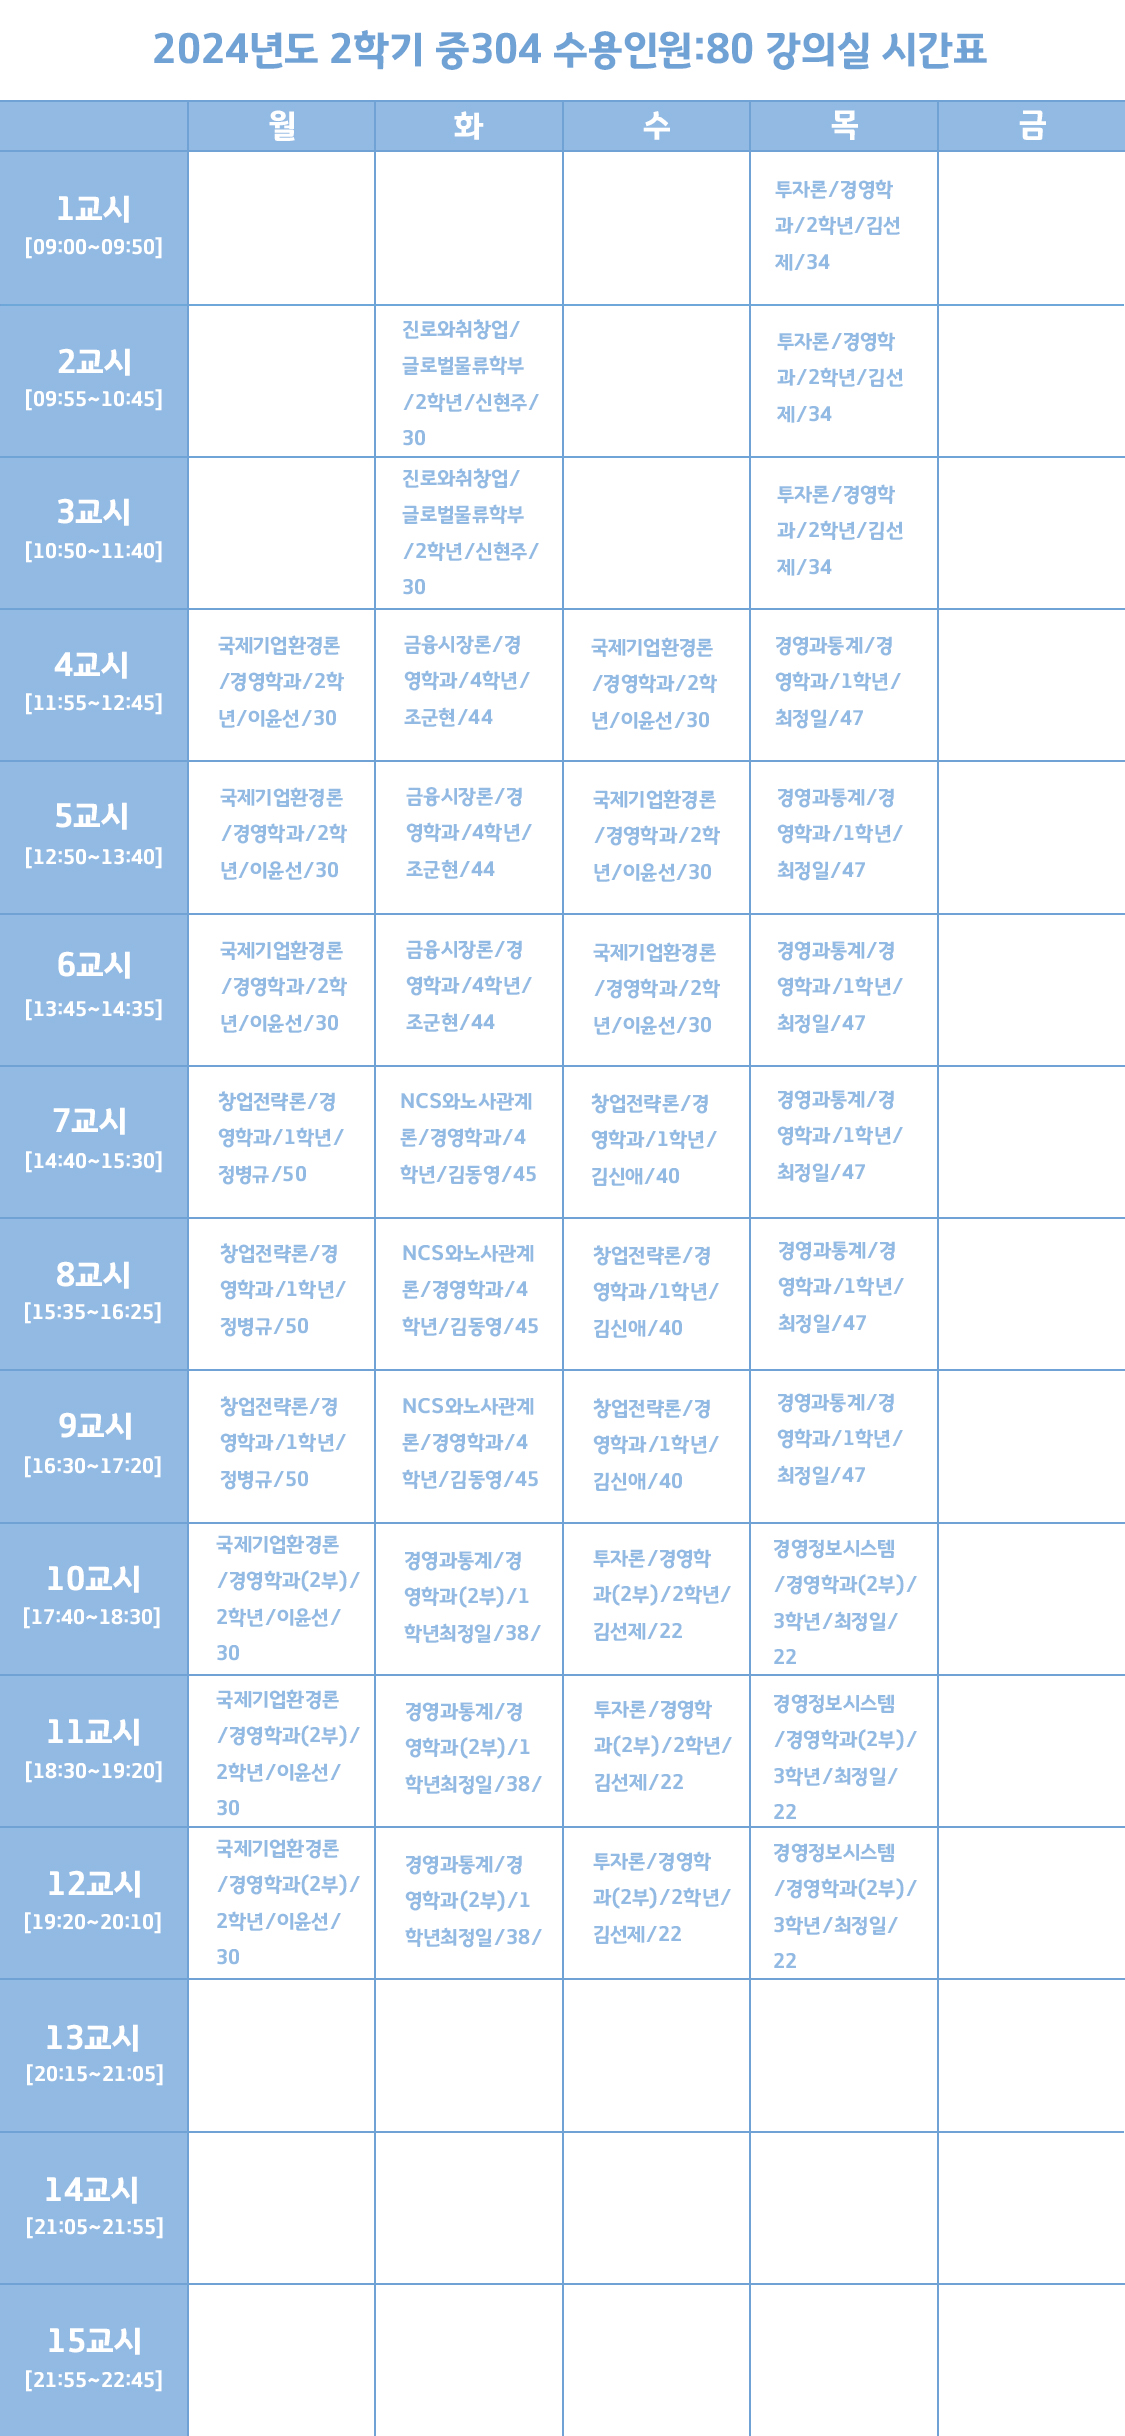 2024년도 2학기 중304 수용인원:80 강의실 시간표
월 화 수 목 금
1교시
[09:00~09:50]
투자론/경영학
과/2학년/김선
제/34
2교시
[09:55~10:45]
진로와취창업/
글로벌물류학부
/2학년/신현주/
30
투자론/경영학
과/2학년/김선
제/34
3교시
[10:50~11:40]
진로와취창업/
글로벌물류학부
/2학년/신현주/
30
투자론/경영학
과/2학년/김선
제/34
4교시
[11:55~12:45]
국제기업환경론
/경영학과/2학
년/이윤선/30
금융시장론/경
영학과/4학년/
조군현/44
국제기업환경론
/경영학과/2학
년/이윤선/30
경영과통계/경
영학과/1학년/
최정일/47
5교시
[12:50~13:40]
국제기업환경론
/경영학과/2학
년/이윤선/30
금융시장론/경
영학과/4학년/
조군현/44
국제기업환경론
/경영학과/2학
년/이윤선/30
경영과통계/경
영학과/1학년/
최정일/47
6교시
[13:45~14:35]
국제기업환경론
/경영학과/2학
년/이윤선/30
금융시장론/경
영학과/4학년/
조군현/44
국제기업환경론
/경영학과/2학
년/이윤선/30
경영과통계/경
영학과/1학년/
최정일/47
7교시
[14:40~15:30]
창업전략론/경
영학과/1학년/
정병규/50
NCS와노사관계
론/경영학과/4
학년/김동영/45
창업전략론/경
영학과/1학년/
김신애/40
경영과통계/경
영학과/1학년/
최정일/47
8교시
[15:35~16:25]
창업전략론/경
영학과/1학년/
정병규/50
NCS와노사관계
론/경영학과/4
학년/김동영/45
창업전략론/경
영학과/1학년/
김신애/40
경영과통계/경
영학과/1학년/
최정일/47
9교시
[16:30~17:20]
창업전략론/경
영학과/1학년/
정병규/50
NCS와노사관계
론/경영학과/4
학년/김동영/45
창업전략론/경
영학과/1학년/
김신애/40
경영과통계/경
영학과/1학년/
최정일/47
10교시
[17:40~18:30]
국제기업환경론
/경영학과(2부)/
2학년/이윤선/
30
경영과통계/경
영학과(2부)/1
학년최정일/38/
투자론/경영학
과(2부)/2학년/
김선제/22
경영정보시스템
/경영학과(2부)/
3학년/최정일/
22
11교시
[18:30~19:20]
국제기업환경론
/경영학과(2부)/
2학년/이윤선/
30
경영과통계/경
영학과(2부)/1
학년최정일/38/
투자론/경영학
과(2부)/2학년/
김선제/22
경영정보시스템
/경영학과(2부)/
3학년/최정일/
22
12교시
[19:20~20:10]
국제기업환경론
/경영학과(2부)/
2학년/이윤선/
30
경영과통계/경
영학과(2부)/1
학년최정일/38/
투자론/경영학
과(2부)/2학년/
김선제/22
경영정보시스템
/경영학과(2부)/
3학년/최정일/
22
13교시
[20:15~21:05]
14교시
[21:05~21:55]
15교시
[21:55~22:45]